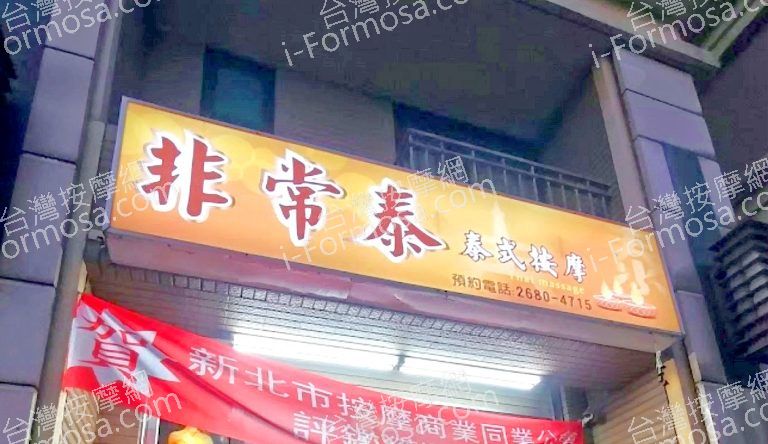 非常泰
泰式按摩
Thai massage
預約電話:2680-4715
賀
新北市按摩商業同業公
評
台灣按摩網
i-Formosa.com